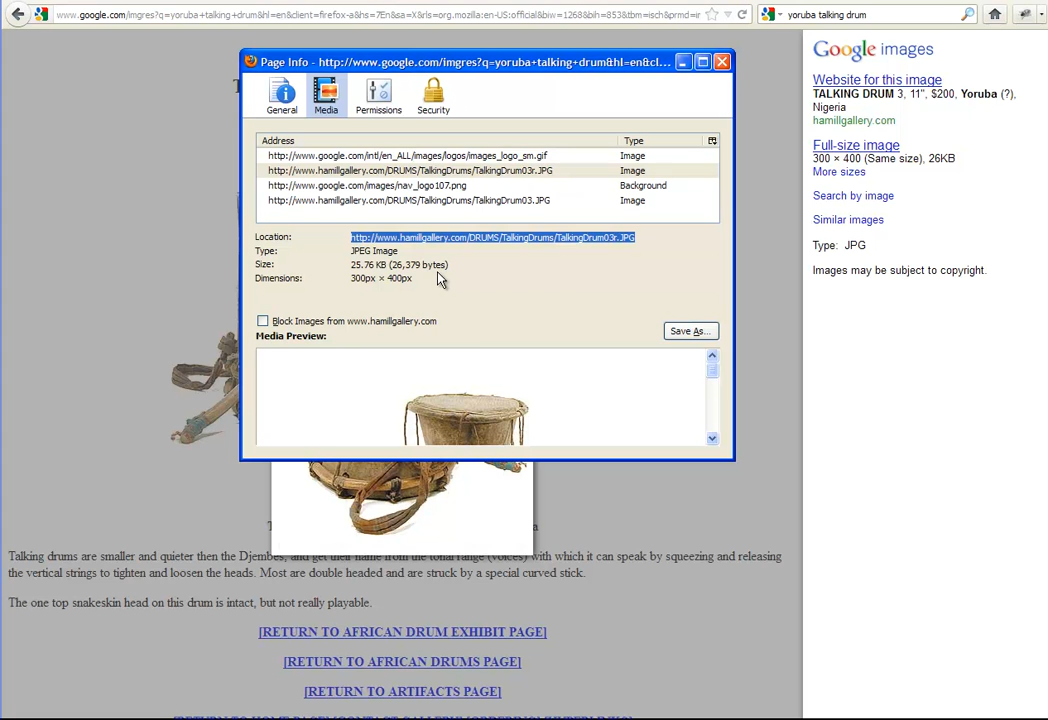 www.google.com/imgres?q=yoruba+talking+drum&hl=en&client=firefox-a&hs=7En&sa=X&rls=org.mozilla:en-US:official&biw=1268&bih=853&tbm=isch&prmd=ir
yoruba talking drum
Page Info - http://www.google.com/imgres?q=yoruba+talking+drum&hl=en&cl...
General
Media
Permissions
Security
Address
Type
http://www.google.com/intl/en_ALL/images/logos/images_logo_sm.gif
Image
http://www.hamillgallery.com/DRUMS/TalkingDrums/TalkingDrum03r.JPG
Image
http://www.google.com/images/nav_logo107.png
Background
http://www.hamillgallery.com/DRUMS/TalkingDrums/TalkingDrum03.JPG
Image
Location:
http://www.hamillgallery.com/DRUMS/TalkingDrums/TalkingDrum03r.JPG
Type:
JPEG Image
Size:
25.76 KB (26,379 bytes)
Dimensions:
300px × 400px
Block Images from www.hamillgallery.com
Save As...
Media Preview:
Talking drums are smaller and quieter then the Djembes, and get their name from the tonal range (voices) with which it can speak by squeezing and releasing
the vertical strings to tighten and loosen the heads. Most are double headed and are struck by a special curved stick.
The one top snakeskin head on this drum is intact, but not really playable.
[RETURN TO AFRICAN DRUM EXHIBIT PAGE]
[RETURN TO AFRICAN DRUMS PAGE]
[RETURN TO ARTIFACTS PAGE]
Google images
Website for this image
TALKING DRUM 3, 11", $200, Yoruba (?),
Nigeria
hamillgallery.com
Full-size image
300 × 400 (Same size), 26KB
More sizes
Search by image
Similar images
Type: JPG
Images may be subject to copyright.